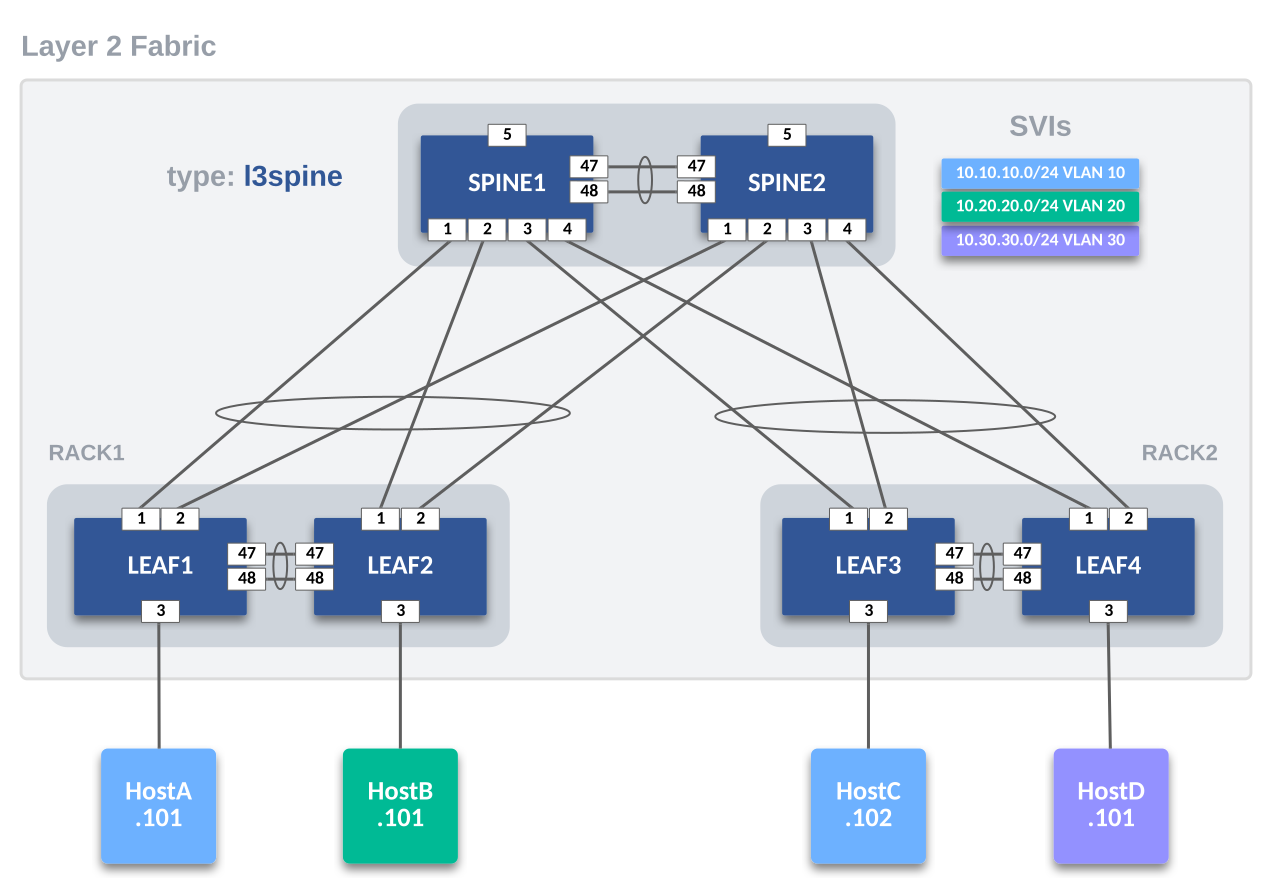 Layer 2 Fabric
type: l3spine
SVIs
10.10.10.0/24 VLAN 10
10.20.20.0/24 VLAN 20
10.30.30.0/24 VLAN 30
5
SPINE1
47
48
1 2 3 4
5
SPINE2
47
48
1 2 3 4
RACK1
RACK2
1 2
LEAF1
47
48
3
1 2
LEAF2
47
48
3
1 2
LEAF3
47
48
3
1 2
LEAF4
47
48
3
HostA
.101
HostB
.101
HostC
.102
HostD
.101